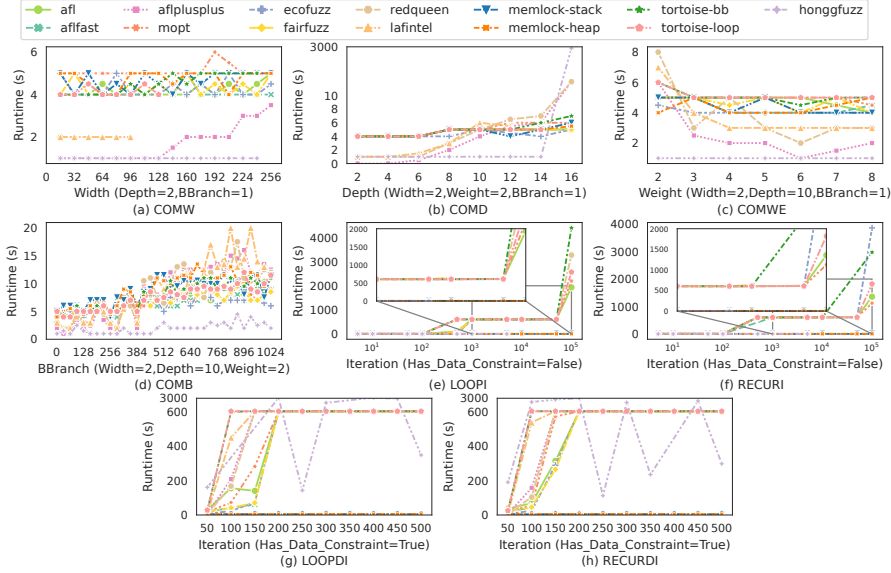 afl aflplusplus ecofuzz redqueen memlock-stack tortoise-bb honggfuzz
aflfast mopt fairfuzz lafintel memlock-heap tortoise-loop
Runtime (s)
6
4
2
0 32 64 96 128 160 192 224 256
Width (Depth=2,BBranch=1)
(a) COMW
Runtime (s)
3000
10
8
6
4
2
0
2 4 6 8 10 12 14 16
Depth (Width=2,Weight=2,BBranch=1)
(b) COMD
Runtime (s)
8
6
4
2
2 3 4 5 6 7 8
Weight (Width=2,Depth=10,BBranch=1)
(c) COMWE
Runtime (s)
20
15
10
5
0
0 128 256 384 512 640 768 896 1024
BBranch (Width=2,Depth=10,Weight=2)
(d) COMB
Runtime (s)
4000
3000
2000
1000
0
2000
1500
1000
500
0
10¹ 10² 10³ 10⁴ 10⁵
Iteration (Has_Data_Constraint=False)
(e) LOOPI
Runtime (s)
4000
3000
2000
1000
0
2000
1500
1000
500
0
10¹ 10² 10³ 10⁴ 10⁵
Iteration (Has_Data_Constraint=False)
(f) RECURI
Runtime (s)
3000
600
400
200
0
50 100 150 200 250 300 350 400 450 500
Iteration (Has_Data_Constraint=True)
(g) LOOPDI
Runtime (s)
3000
600
400
200
0
50 100 150 200 250 300 350 400 450 500
Iteration (Has_Data_Constraint=True)
(h) RECURDI